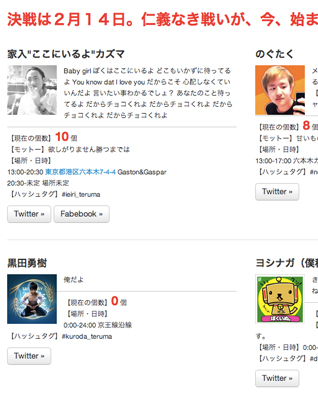 決戦は２月１４日。仁義なき戦いが、今、始ま
家入"ここにいるよ"カズマ
Baby girl ぼくはここにいるよ どこもいかずに待ってる
よ You know dat I love you だからこそ 心配しなくてい
いんだよ 言いたい事わかるでしょ？ あなたのこと待っ
てるよ だからチョコくれよ だからチョコくれよ だから
チョコくれよ だからチョコくれよ
【現在の個数】10 個
【モットー】欲しがりません勝つまでは
【場所・日時】
13:00-20:30 東京都港区六本木7-4-4 Gaston&Gaspar
20:30-未定 場所未定
【ハッシュタグ】#ieiri_teruma
Twitter »
Fabebook »
のぐたく
【現在の個数】8 個
【モットー】甘いも
【場所・日時】
13:00-17:00 六本木ガ
【ハッシュタグ】#n
Twitter »
黒田勇樹
俺だよ
【現在の個数】0 個
【場所・日時】
0:00-24:00 京王線沿線
【ハッシュタグ】#kuroda_teruma
Twitter »
ヨシナガ（僕
き
ね
す。
【場所・日時】0:00-
【ハッシュタグ】#d
Twitter »